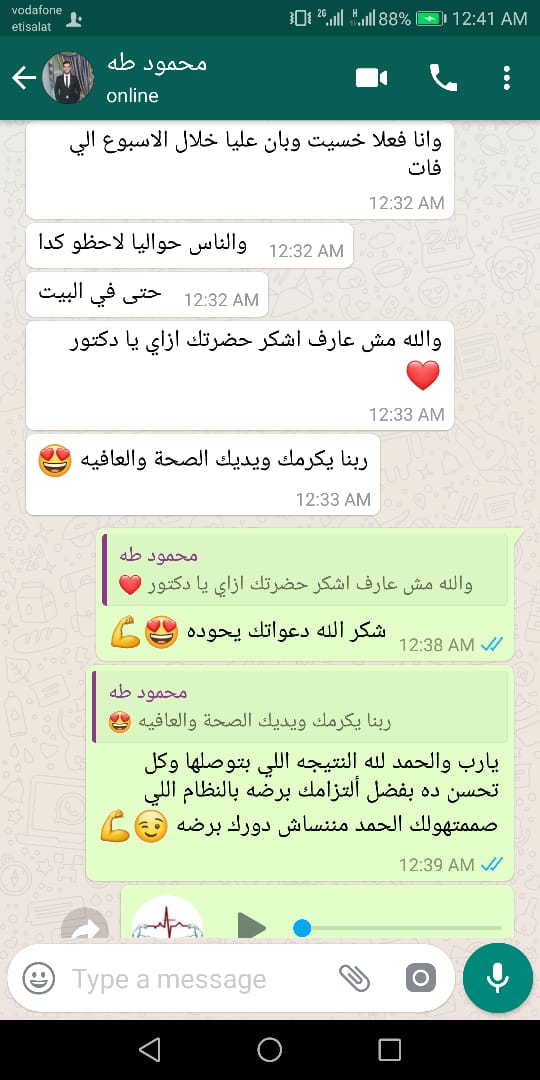 vodafone
etisalat
2G
H
88%
12:41 AM
محمود طه
online
وانا فعلا خسيت وبان عليا خلال الاسبوع الي
فات
12:32 AM
والناس حواليا لاحظو كدا
12:32 AM
حتى في البيت
12:32 AM
والله مش عارف اشكر حضرتك ازاي يا دكتور
❤️
12:33 AM
ربنا يكرمك ويديك الصحة والعافيه 😍
12:33 AM
محمود طه
والله مش عارف اشكر حضرتك ازاي يا دكتور ❤️
شكر الله دعواتك يحوده 😍💪
12:38 AM
محمود طه
ربنا يكرمك ويديك الصحة والعافيه 😍
يارب والحمد لله النتيجه اللي بتوصلها وكل
تحسن ده بفضل ألتزامك برضه بالنظام اللي
صممتهولك الحمد مننساش دورك برضه 😉💪
12:39 AM
Type a message